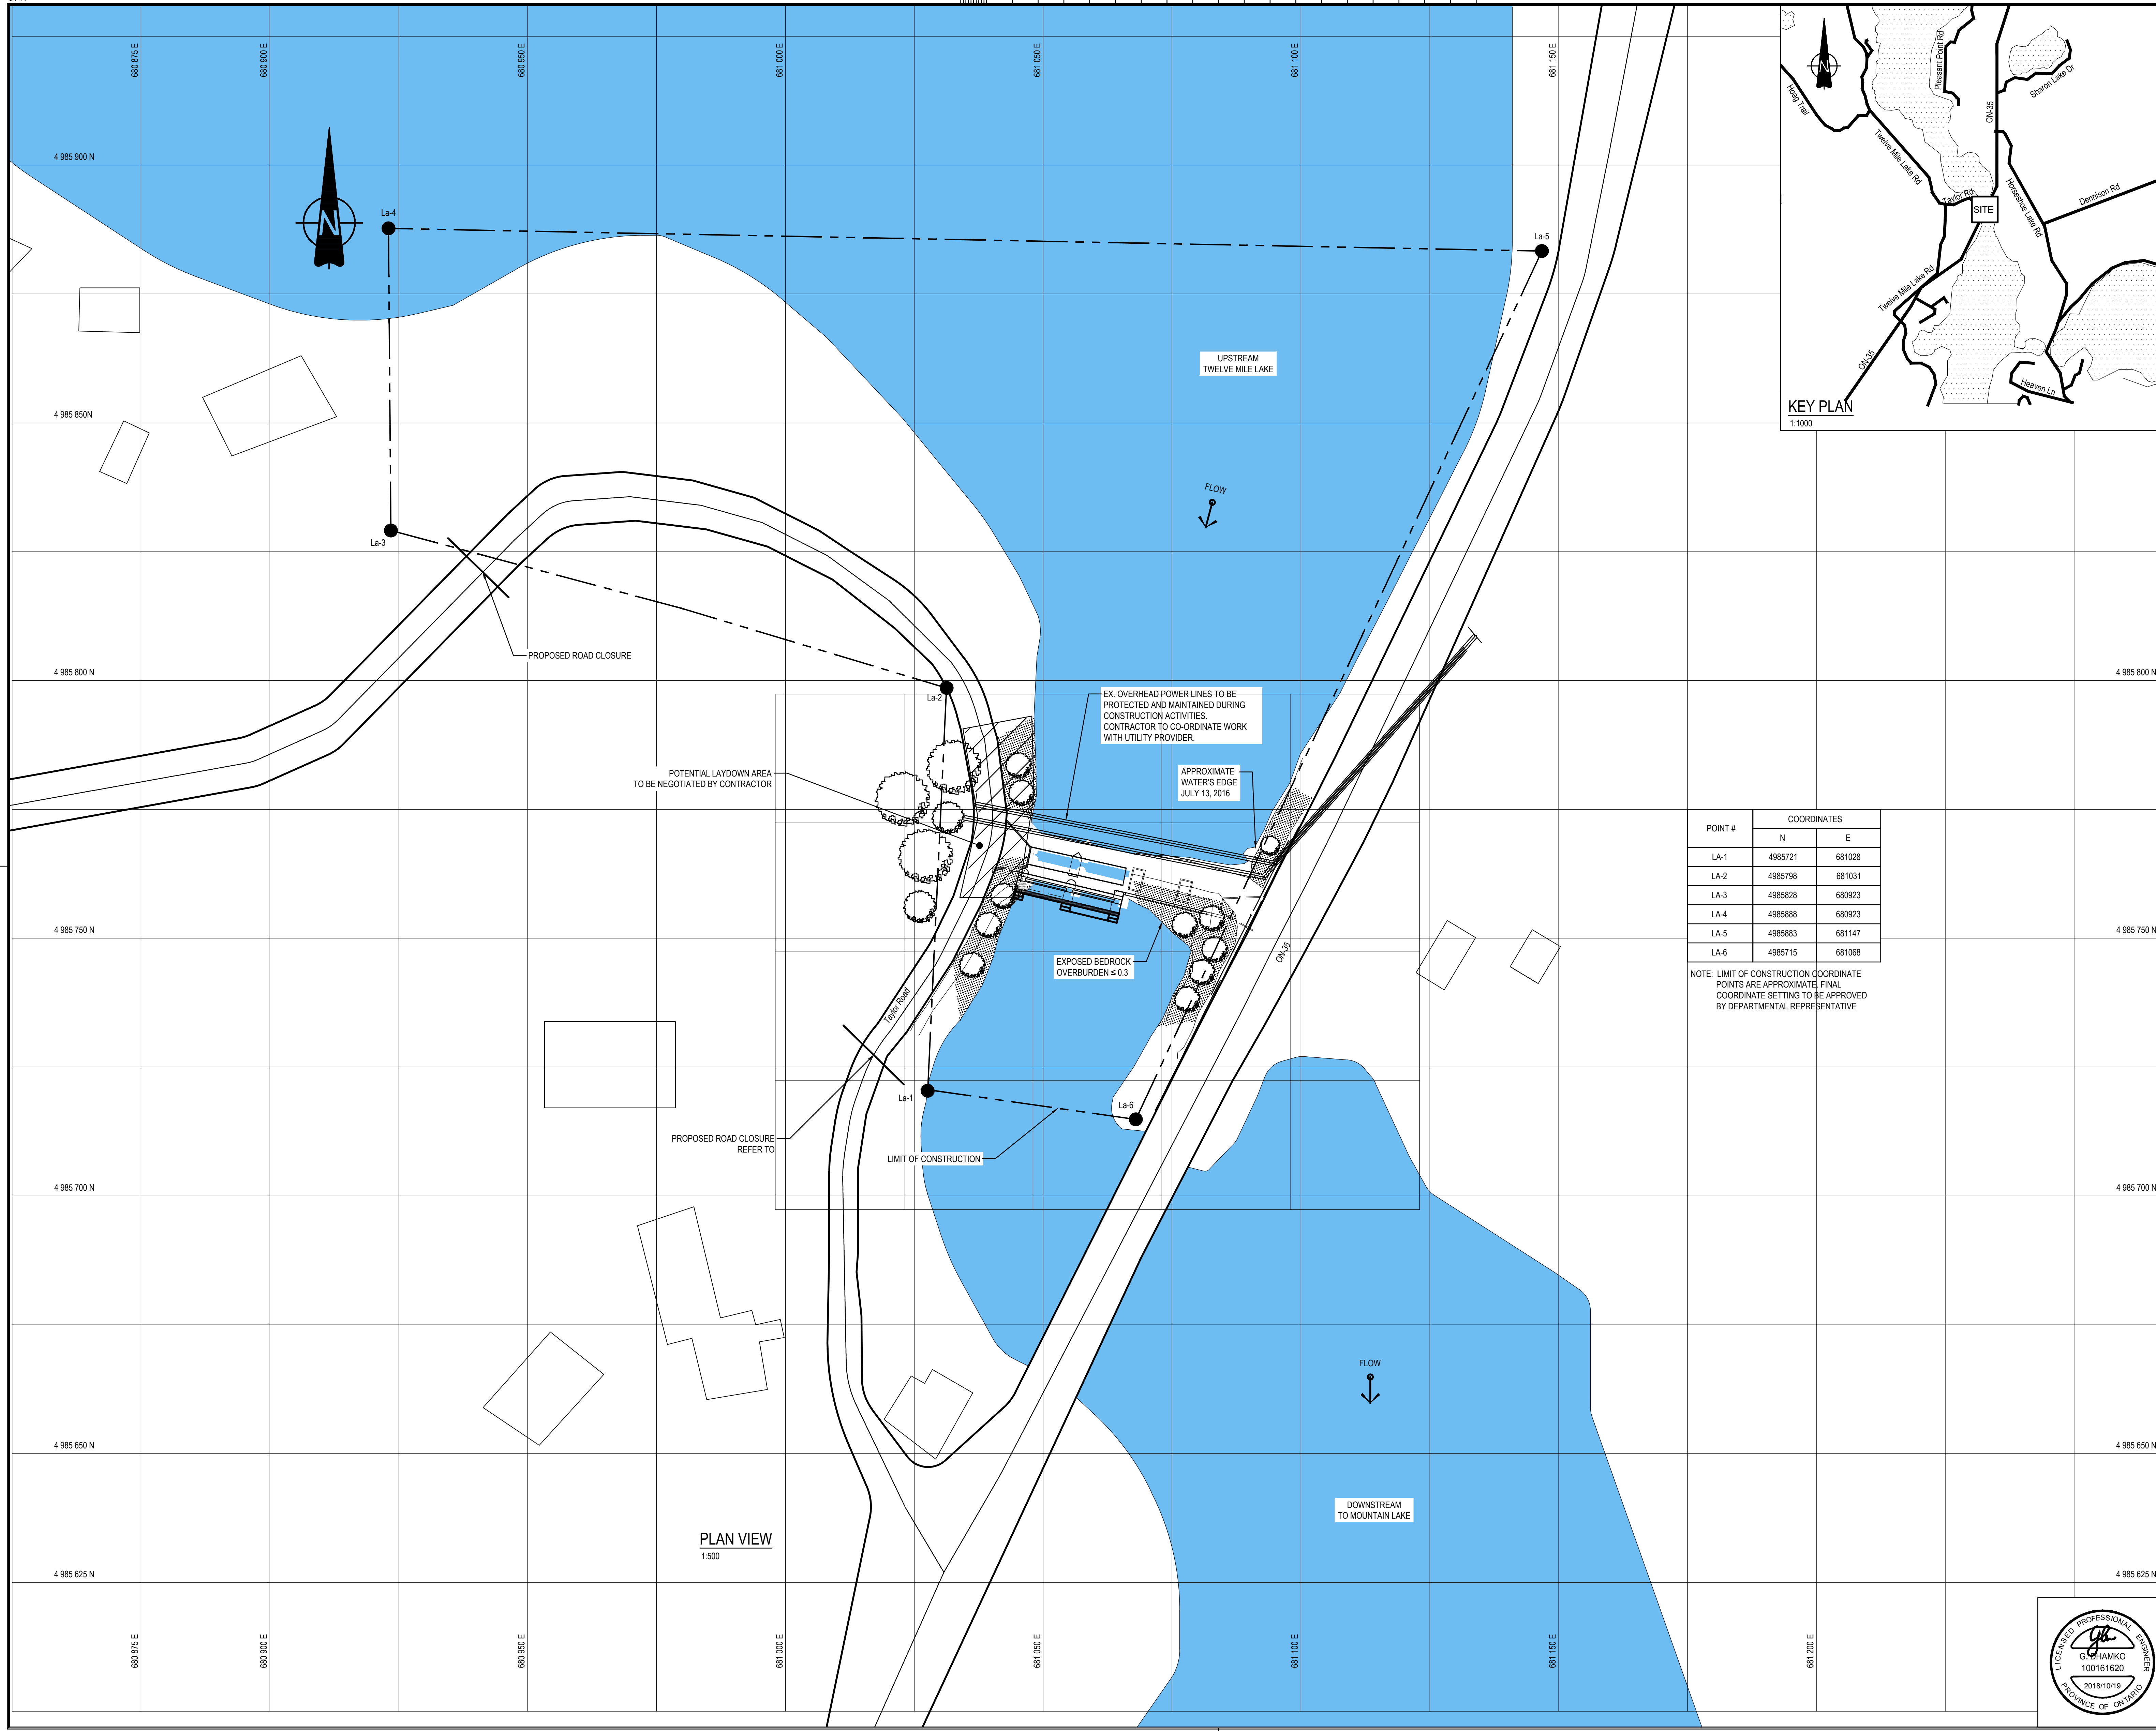 680 875 E
680 900 E
680 950 E
681 000 E
681 050 E
681 100 E
681 150 E
N
Hoag Trail
Pleasant Point Rd
ON-35
Sharon Lake Dr
Twelve Mile Lake Rd
Taylor Rd
SITE
Horseshoe Lake Rd
Dennison Rd
Twelve Mile Lake Rd
ON-35
Heaven Ln
KEY PLAN
1:1000
4 985 900 N
N
La-4
La-5
UPSTREAM
TWELVE MILE LAKE
4 985 850N
FLOW
La-3
PROPOSED ROAD CLOSURE
4 985 800 N
4 985 800 N
La-2
EX. OVERHEAD POWER LINES TO BE
PROTECTED AND MAINTAINED DURING
CONSTRUCTION ACTIVITIES.
CONTRACTOR TO CO-ORDINATE WORK
WITH UTILITY PROVIDER.
POTENTIAL LAYDOWN AREA
TO BE NEGOTIATED BY CONTRACTOR
APPROXIMATE
WATER'S EDGE
JULY 13, 2016
POINT # COORDINATES
N E
LA-1 4985721 681028
LA-2 4985798 681031
LA-3 4985828 680923
LA-4 4985888 680923
LA-5 4985883 681147
LA-6 4985715 681068
NOTE: LIMIT OF CONSTRUCTION COORDINATE
POINTS ARE APPROXIMATE. FINAL
COORDINATE SETTING TO BE APPROVED
BY DEPARTMENTAL REPRESENTATIVE
4 985 750 N
4 985 750 N
EXPOSED BEDROCK
OVERBURDEN ≤ 0.3
ON-35
Taylor Road
La-1
La-6
PROPOSED ROAD CLOSURE
REFER TO
LIMIT OF CONSTRUCTION
4 985 700 N
4 985 700 N
FLOW
4 985 650 N
4 985 650 N
DOWNSTREAM
TO MOUNTAIN LAKE
PLAN VIEW
1:500
4 985 625 N
4 985 625 N
680 875 E
680 900 E
680 950 E
681 000 E
681 050 E
681 100 E
681 150 E
681 200 E
LICENSED PROFESSIONAL ENGINEER
G. DHAMKO
100161620
2018/10/19
PROVINCE OF ONTARIO